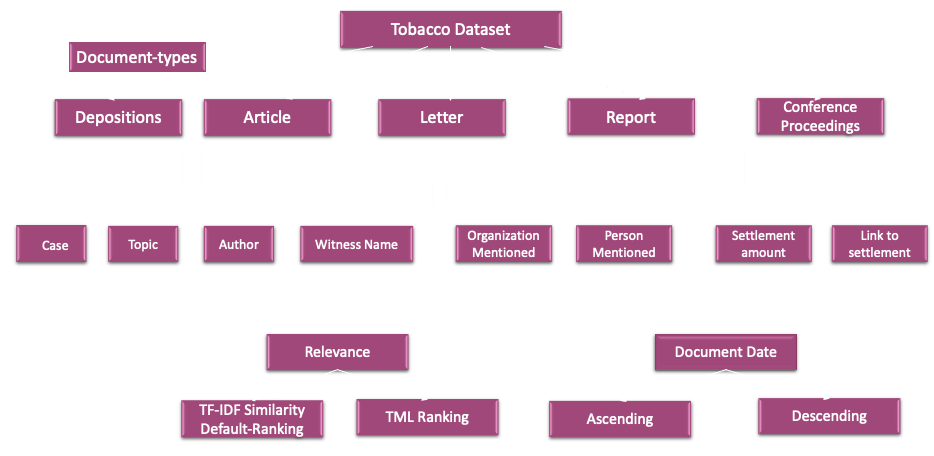 Tobacco Dataset
Document-types
Depositions
Article
Letter
Report
Conference
Proceedings
Case
Topic
Author
Witness Name
Organization
Mentioned
Person
Mentioned
Settlement
amount
Link to
settlement
Relevance
Document Date
TF-IDF Similarity
Default-Ranking
TML Ranking
Ascending
Descending